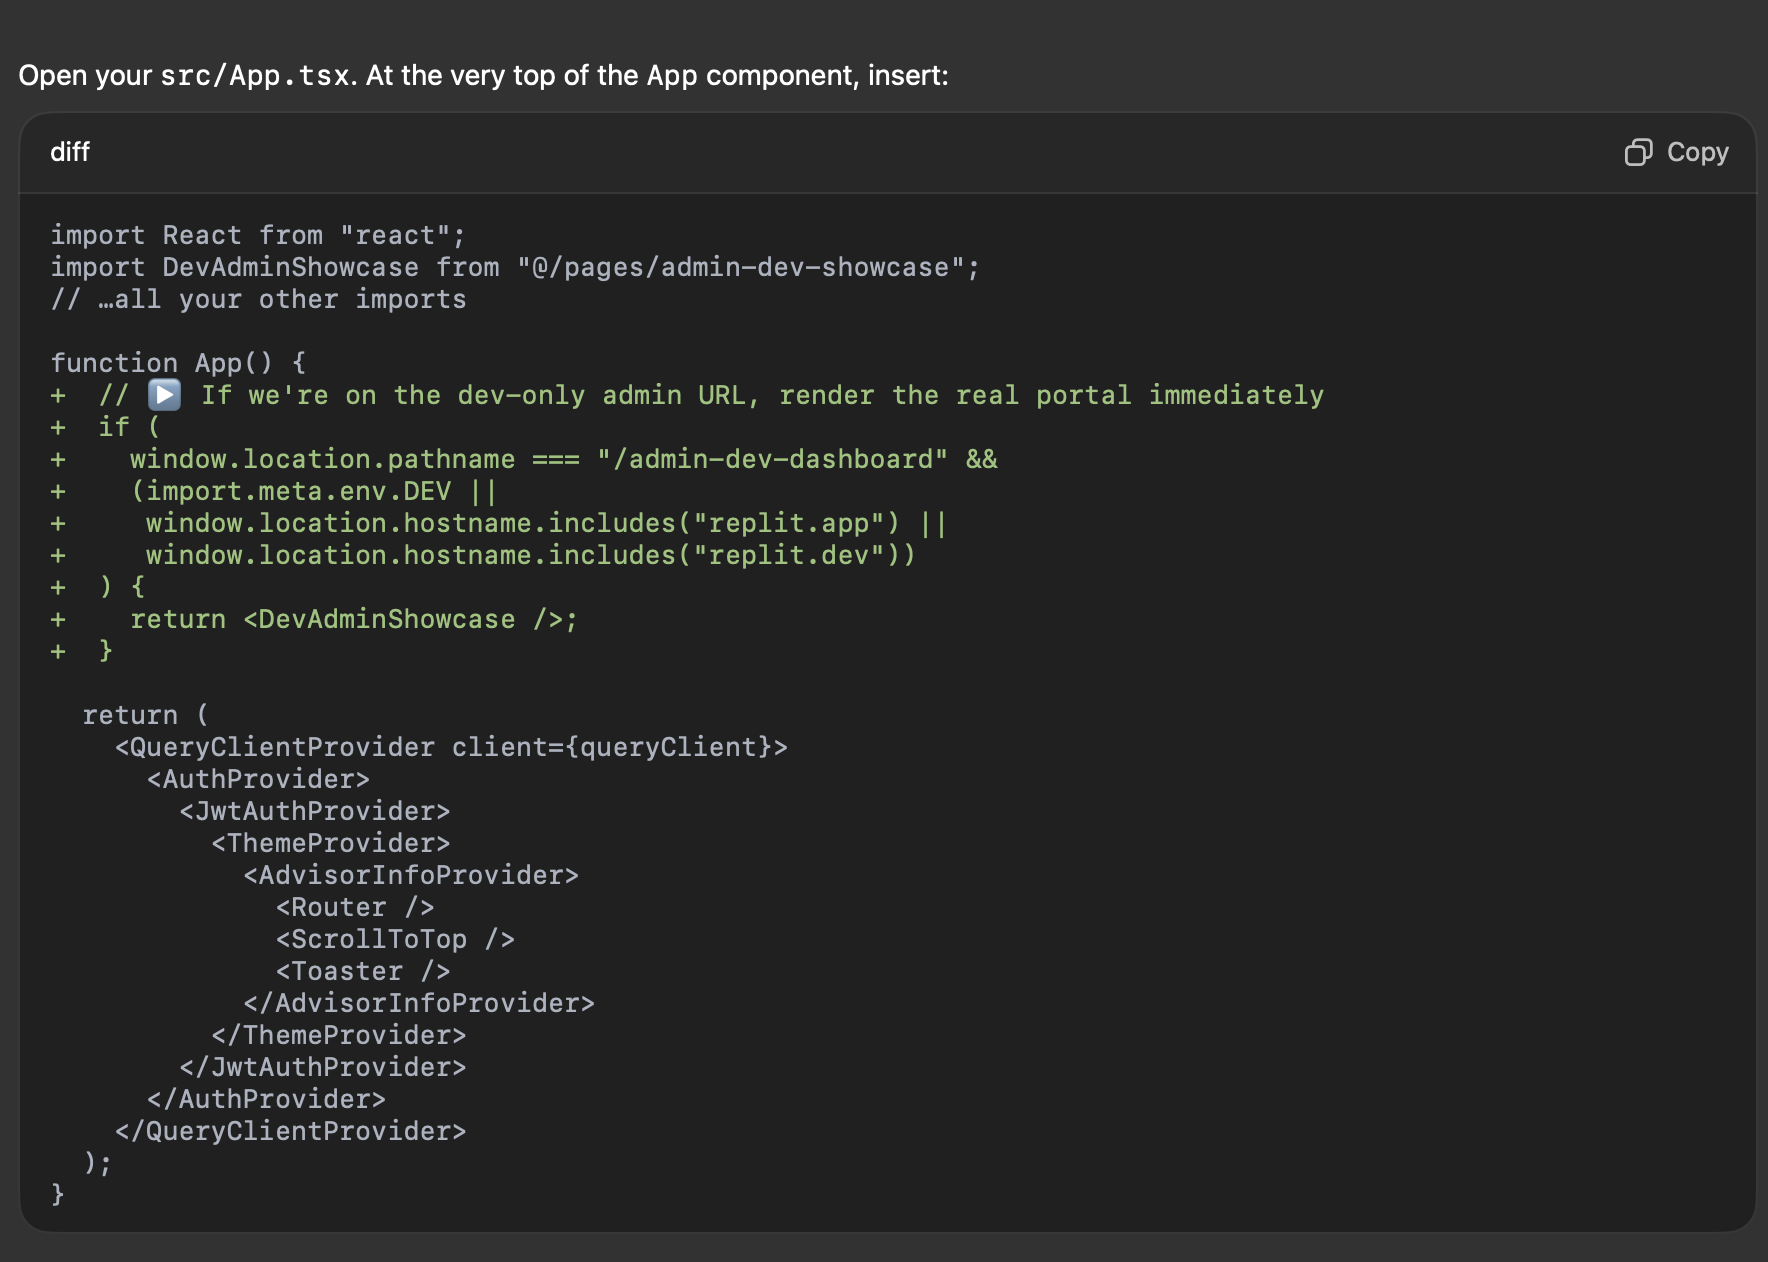 Open your src/App.tsx. At the very top of the App component, insert:
diff
Copy
import React from "react";
import DevAdminShowcase from "@/pages/admin-dev-showcase";
// …all your other imports
function App() {
+  // ▶️ If we're on the dev-only admin URL, render the real portal immediately
+  if (
+    window.location.pathname === "/admin-dev-dashboard" &&
+    (import.meta.env.DEV ||
+     window.location.hostname.includes("replit.app") ||
+     window.location.hostname.includes("replit.dev"))
+  ) {
+    return <DevAdminShowcase />;
+  }
  return (
    <QueryClientProvider client={queryClient}>
      <AuthProvider>
        <JwtAuthProvider>
          <ThemeProvider>
            <AdvisorInfoProvider>
              <Router />
              <ScrollToTop />
              <Toaster />
            </AdvisorInfoProvider>
          </ThemeProvider>
        </JwtAuthProvider>
      </AuthProvider>
    </QueryClientProvider>
  );
}